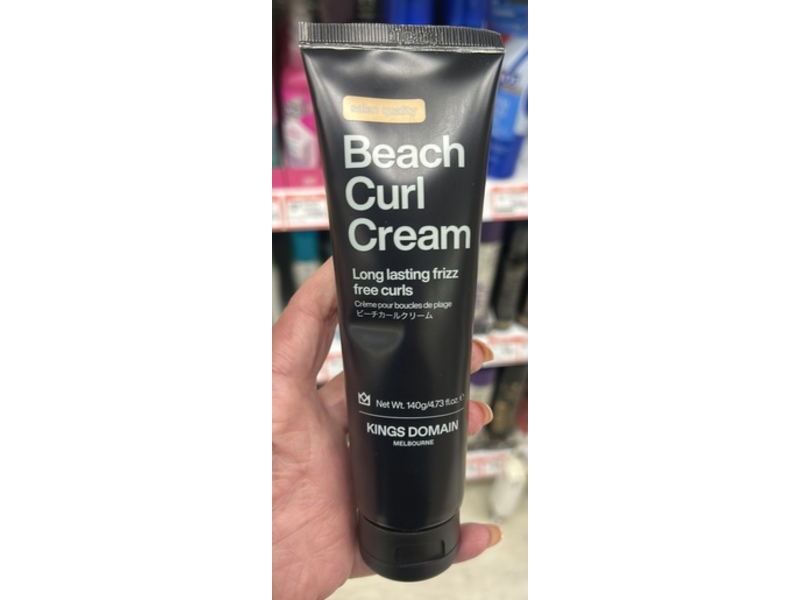 salon quality
Beach
Curl
Cream
Long lasting frizz
free curls
Crème pour boucles de plage
ビーチカールクリーム
Net Wt. 140g/4.73 fl.oz. ℮
KINGS DOMAIN
MELBOURNE